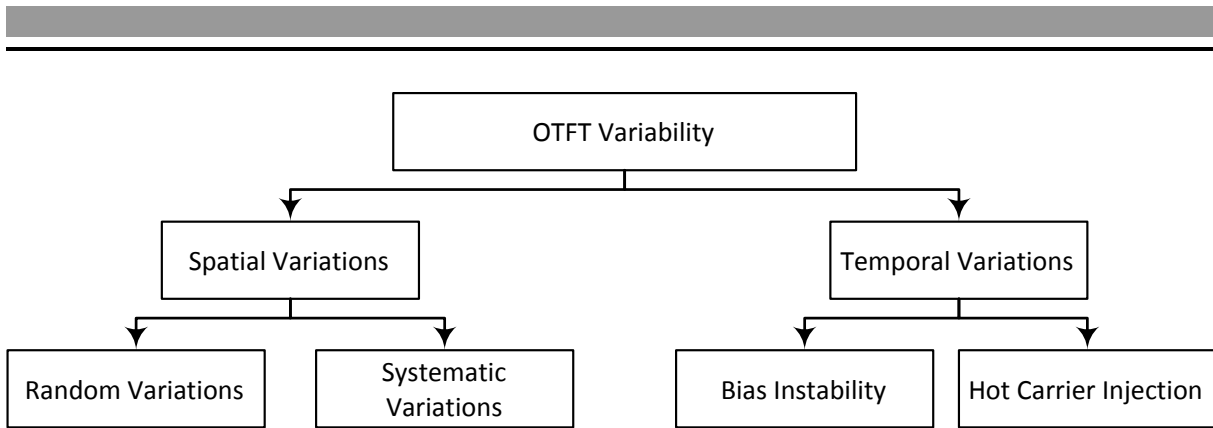 OTFT Variability
Spatial Variations
Temporal Variations
Random Variations
Systematic
Variations
Bias Instability
Hot Carrier Injection